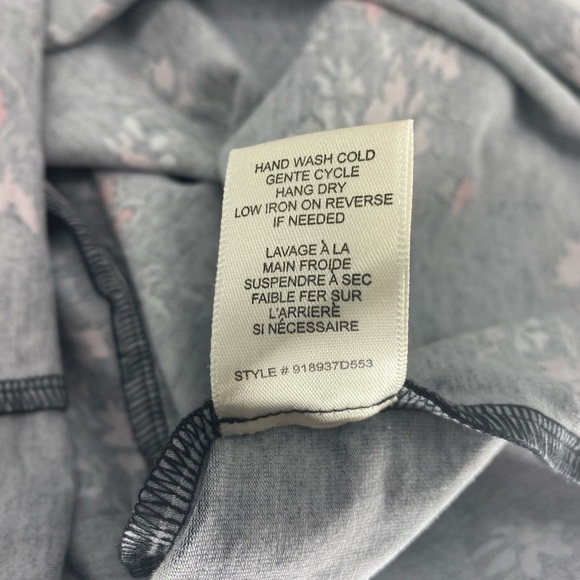 HAND WASH COLD
GENTE CYCLE
HANG DRY
LOW IRON ON REVERSE
IF NEEDED
LAVAGE À LA
MAIN FROIDE
SUSPENDRE À SEC
FAIBLE FER SUR
L'ARRIERÈ
SI NÉCESSAIRE
STYLE # 918937D553